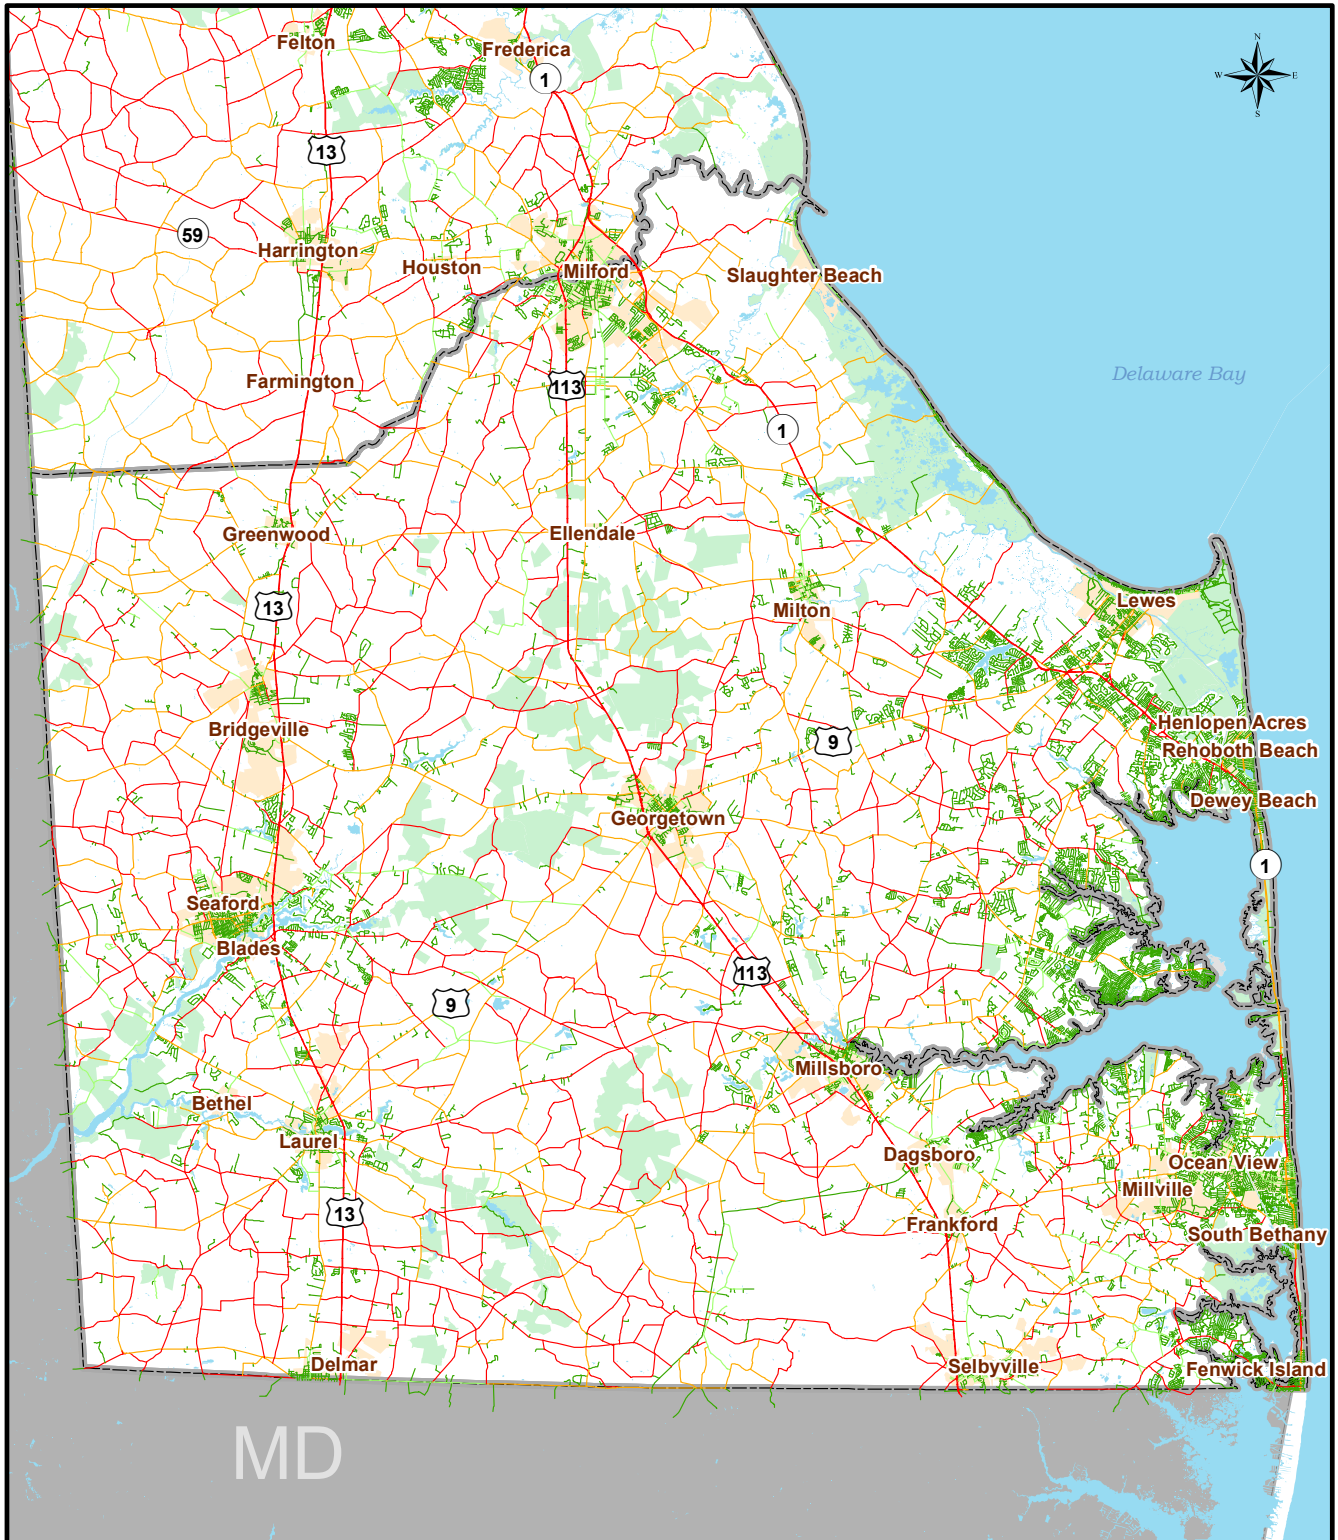 Felton
Frederica
1
N
W
E
S
13
59
Harrington
Houston
Milford
Slaughter Beach
Farmington
113
Delaware Bay
1
Greenwood
Ellendale
13
Milton
Lewes
Bridgeville
9
Henlopen Acres
Rehoboth Beach
Dewey Beach
Georgetown
1
Seaford
Blades
113
9
Millsboro
Bethel
Laurel
Dagsboro
Ocean View
Millville
13
Frankford
South Bethany
Delmar
Selbyville
Fenwick Island
MD